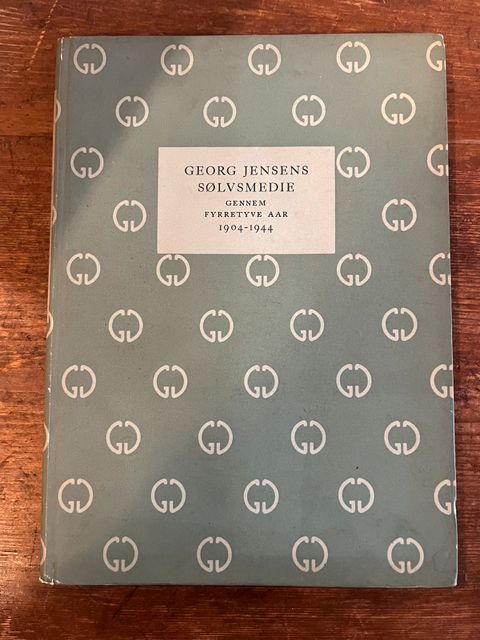 GEORG JENSENS
SØLVSMEDIE
GENNEM
FYRRETYVE AAR
1904-1944